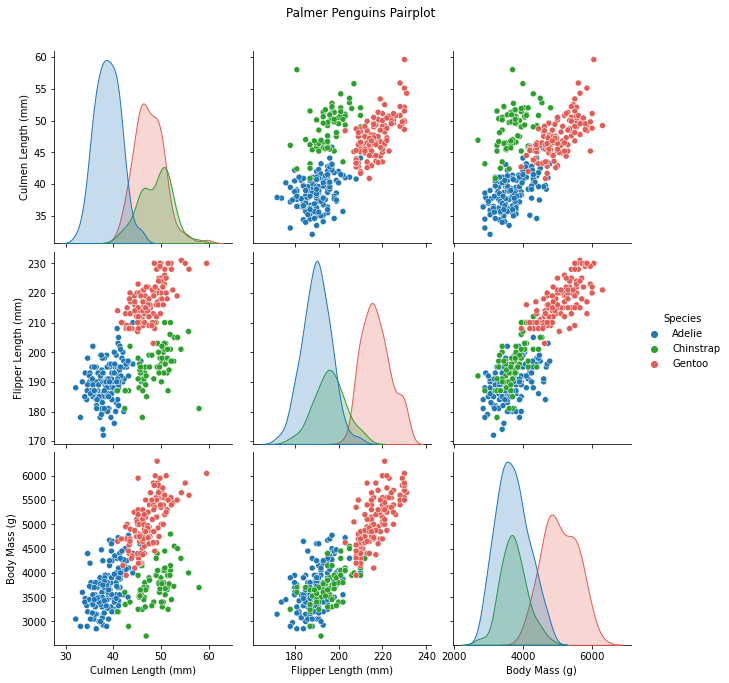 Palmer Penguins Pairplot
60
55
50
45
40
35
Culmen Length (mm)
230
220
210
200
190
180
170
Flipper Length (mm)
Species
Adelie
Chinstrap
Gentoo
6000
5500
5000
4500
4000
3500
3000
Body Mass (g)
30 40 50 60
180 200 220 240
2000 4000 6000
Culmen Length (mm)
Flipper Length (mm)
Body Mass (g)